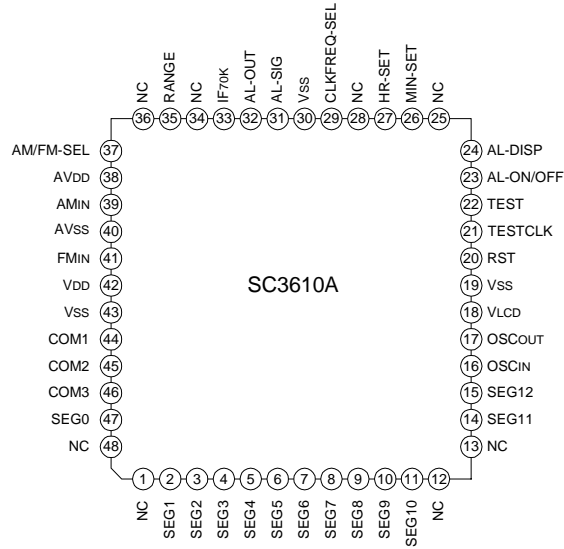 NC
RANGE
NC
IF70K
AL-OUT
AL-SIG
VSS
CLKFREQ-SEL
NC
HR-SET
MIN-SET
NC
36 35 34 33 32 31 30 29 28 27 26 25
AM/FM-SEL 37
AVDD 38
AMIN 39
AVSS 40
FMIN 41
VDD 42
VSS 43
COM1 44
COM2 45
COM3 46
SEG0 47
NC 48
SC3610A
24 AL-DISP
23 AL-ON/OFF
22 TEST
21 TESTCLK
20 RST
19 VSS
18 VLCD
17 OSCOUT
16 OSCIN
15 SEG12
14 SEG11
13 NC
1 2 3 4 5 6 7 8 9 10 11 12
NC
SEG1
SEG2
SEG3
SEG4
SEG5
SEG6
SEG7
SEG8
SEG9
SEG10
NC